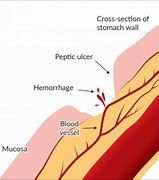 Cross-section of
stomach wall
Peptic ulcer
Hemorrhage
Blood
vessel
Mucosa